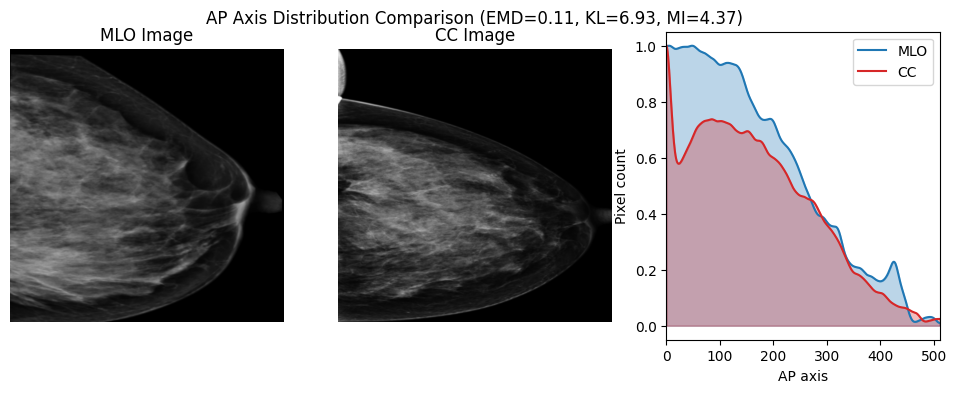 AP Axis Distribution Comparison (EMD=0.11, KL=6.93, MI=4.37)
MLO Image
CC Image
MLO
CC
Pixel count
1.0
0.8
0.6
0.4
0.2
0.0
0 100 200 300 400 500
AP axis